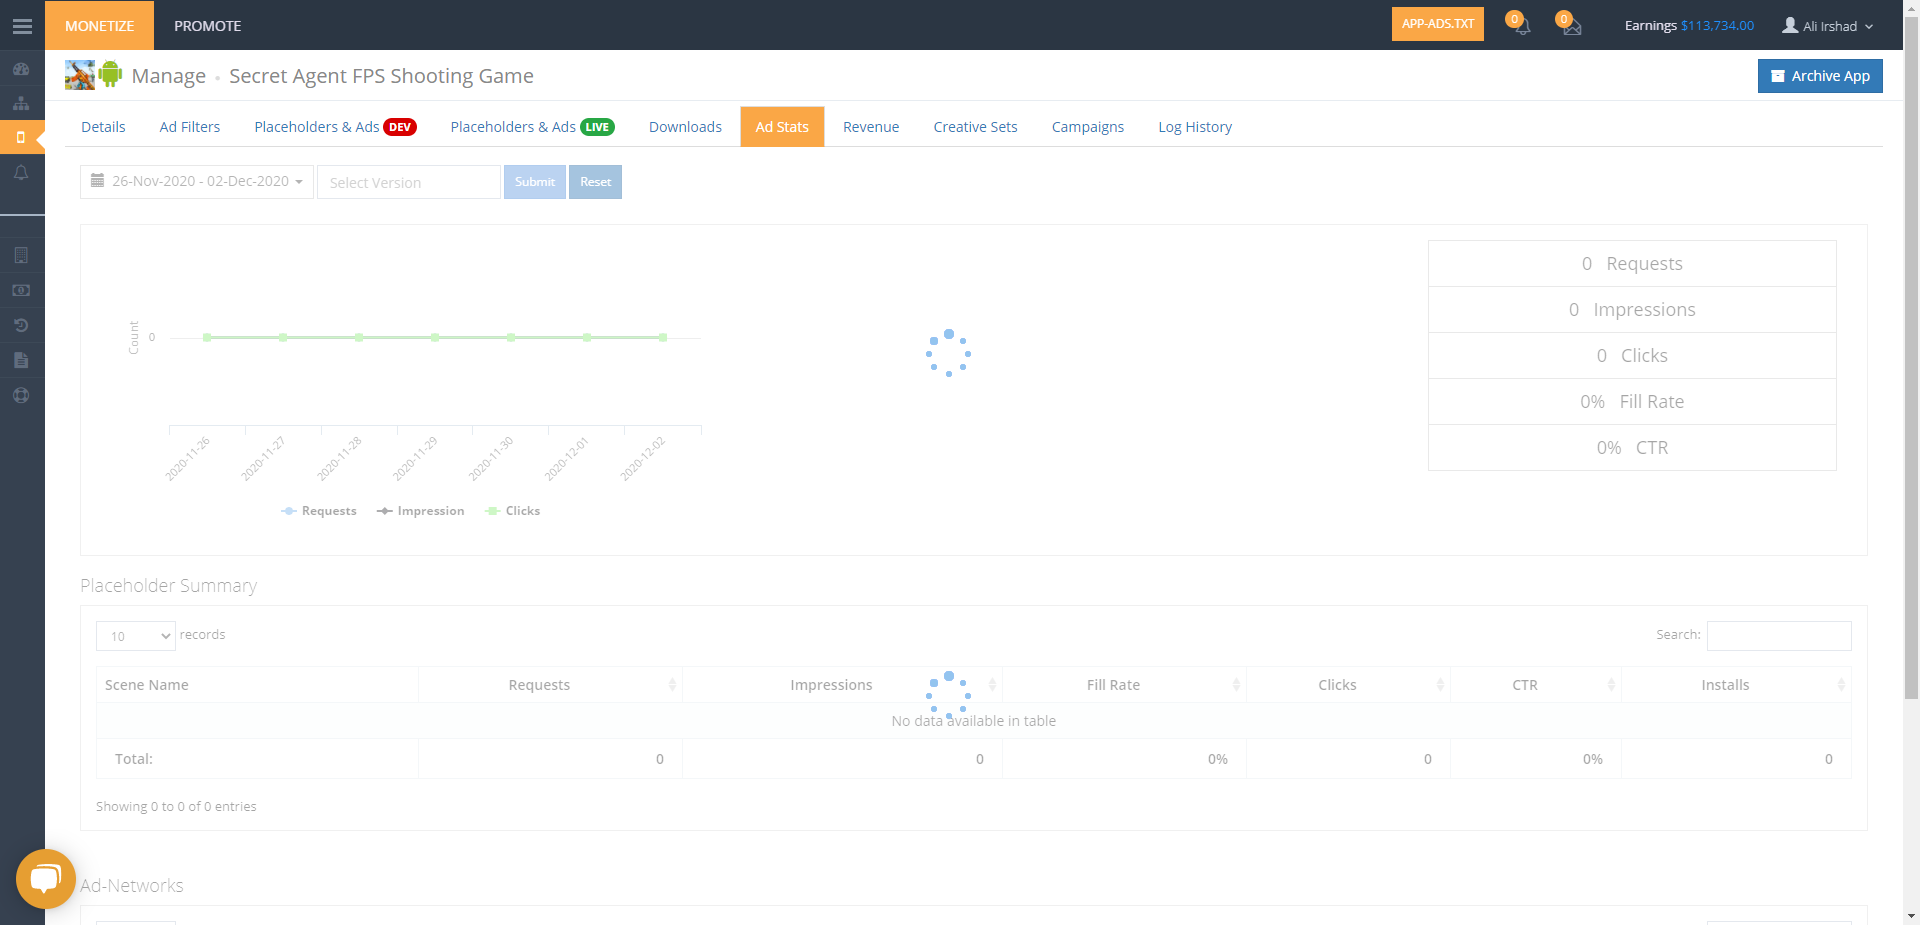 MONETIZE PROMOTE APP-ADS.TXT 0 0 Earnings $113,734.00 Ali Irshad
Manage • Secret Agent FPS Shooting Game Archive App
Details Ad Filters Placeholders & Ads DEV Placeholders & Ads LIVE Downloads Ad Stats Revenue Creative Sets Campaigns Log History
26-Nov-2020 - 02-Dec-2020 Select Version Submit Reset
0 Requests
0 Impressions
0 Clicks
0% Fill Rate
0% CTR
Count 0
2020-11-26 2020-11-27 2020-11-28 2020-11-29 2020-11-30 2020-12-01 2020-12-02
Requests Impression Clicks
Placeholder Summary
10 records Search:
Scene Name Requests Impressions Fill Rate Clicks CTR Installs
No data available in table
Total: 0 0 0% 0 0% 0
Showing 0 to 0 of 0 entries
Ad-Networks